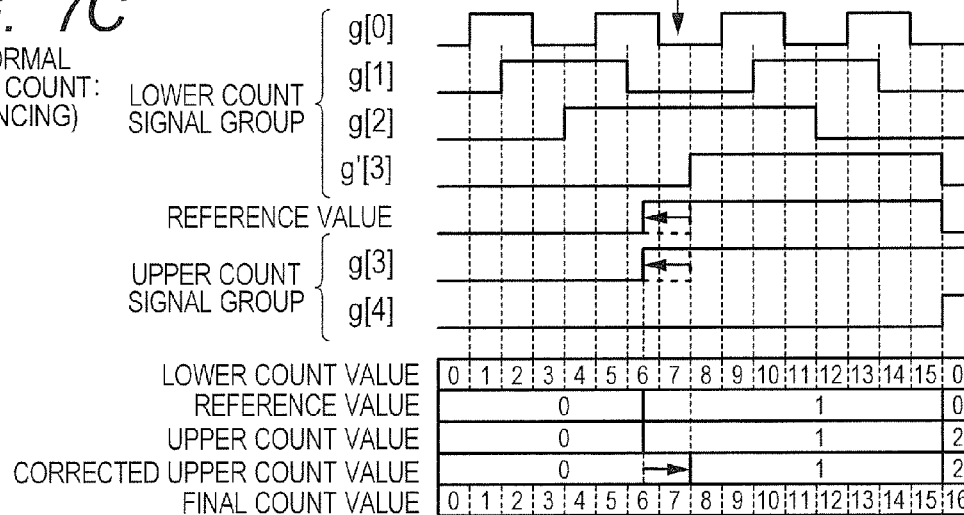 7C
COUNT:
g[0]
g[1]
LOWER COUNT
SIGNAL GROUP
g[2]
g'[3]
REFERENCE VALUE
g[3]
UPPER COUNT
SIGNAL GROUP
g[4]
LOWER COUNT VALUE 0 1 2 3 4 5 6 7 8 9 10 11 12 13 14 15 0
REFERENCE VALUE 0 1 0
UPPER COUNT VALUE 0 1 2
CORRECTED UPPER COUNT VALUE 0 1 2
FINAL COUNT VALUE 0 1 2 3 4 5 6 7 8 9 10 11 12 13 14 15 16